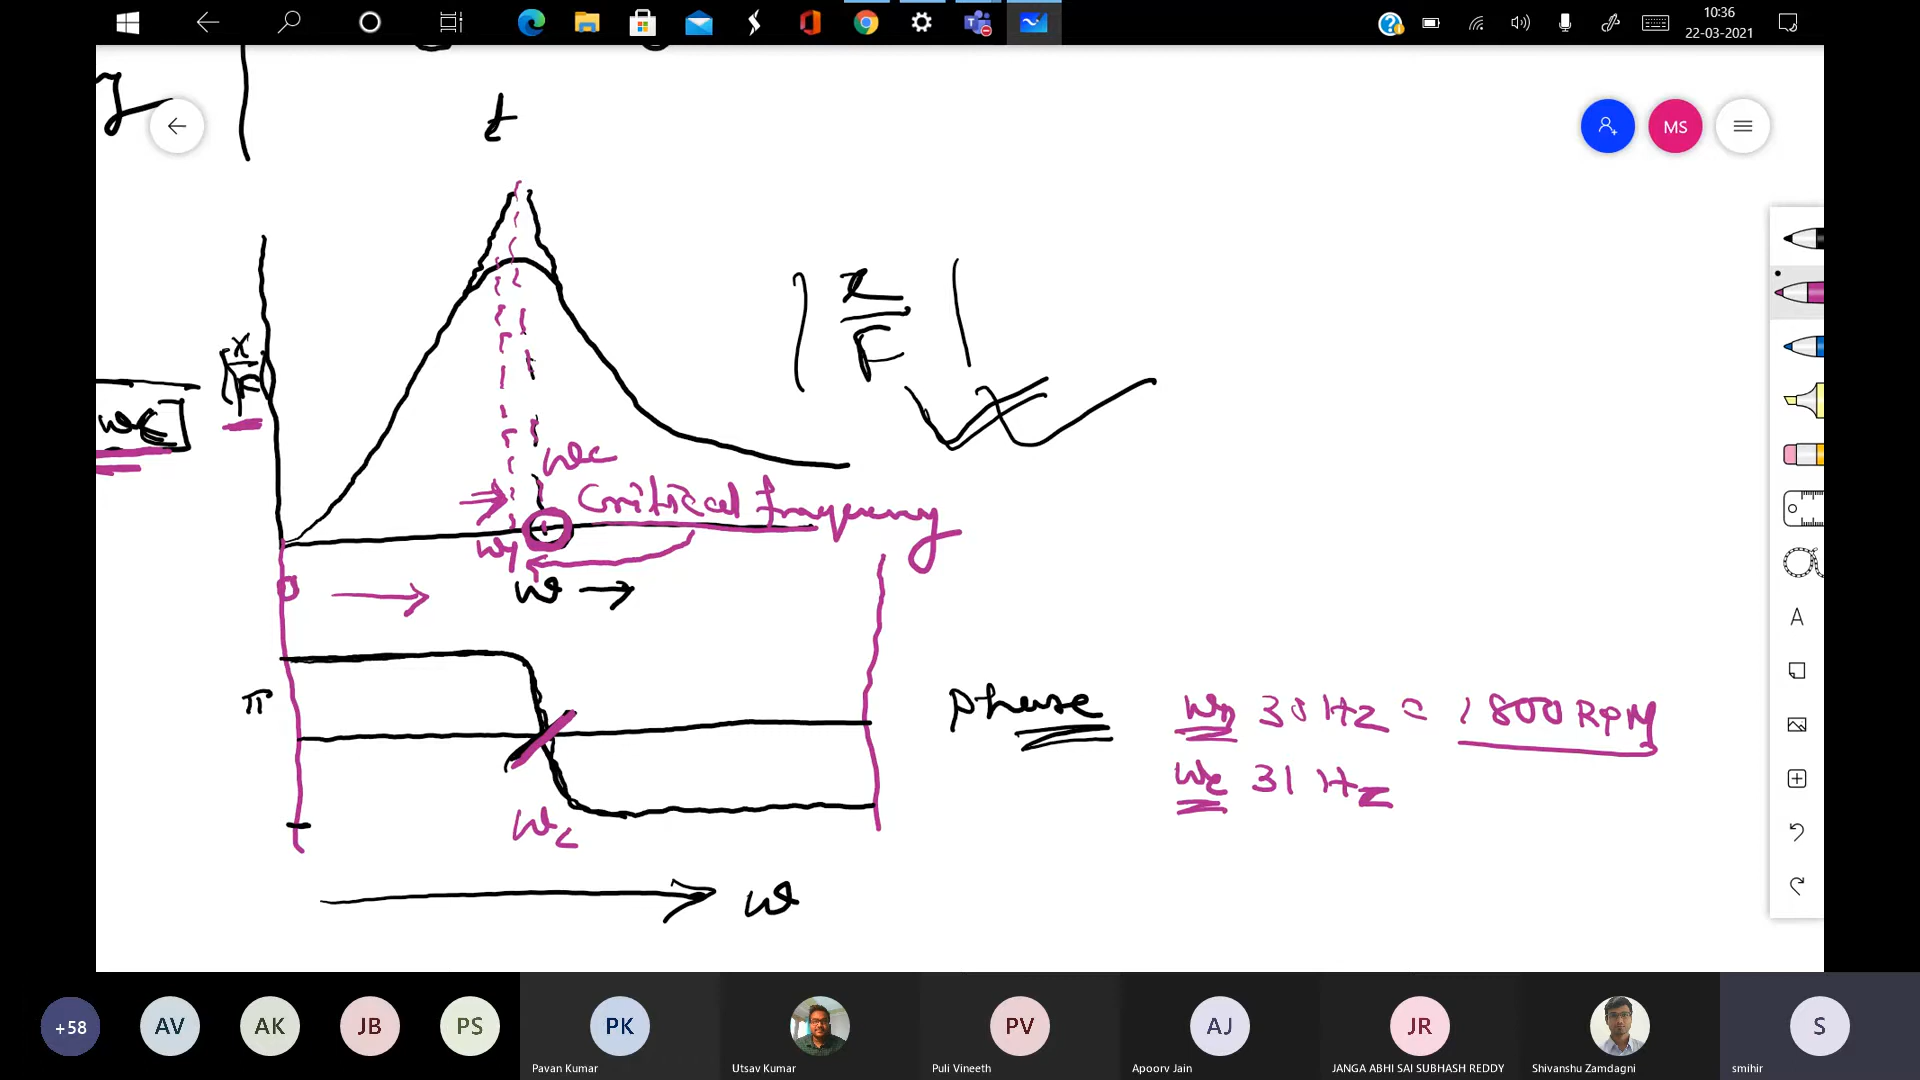 10:36
22-03-2021
t
MS
x
F
x
F
ωc
ωc
Critical frequency
ω
π
Phase
ωn 30 Hz = 1800 RPM
ωc 31 Hz
ωc
ω
+58
AV
AK
JB
PS
PK
PV
AJ
JR
S
Pavan Kumar
Utsav Kumar
Puli Vineeth
Apoorv Jain
JANGA ABHI SAI SUBHASH REDDY
Shivanshu Zamdagni
smihir